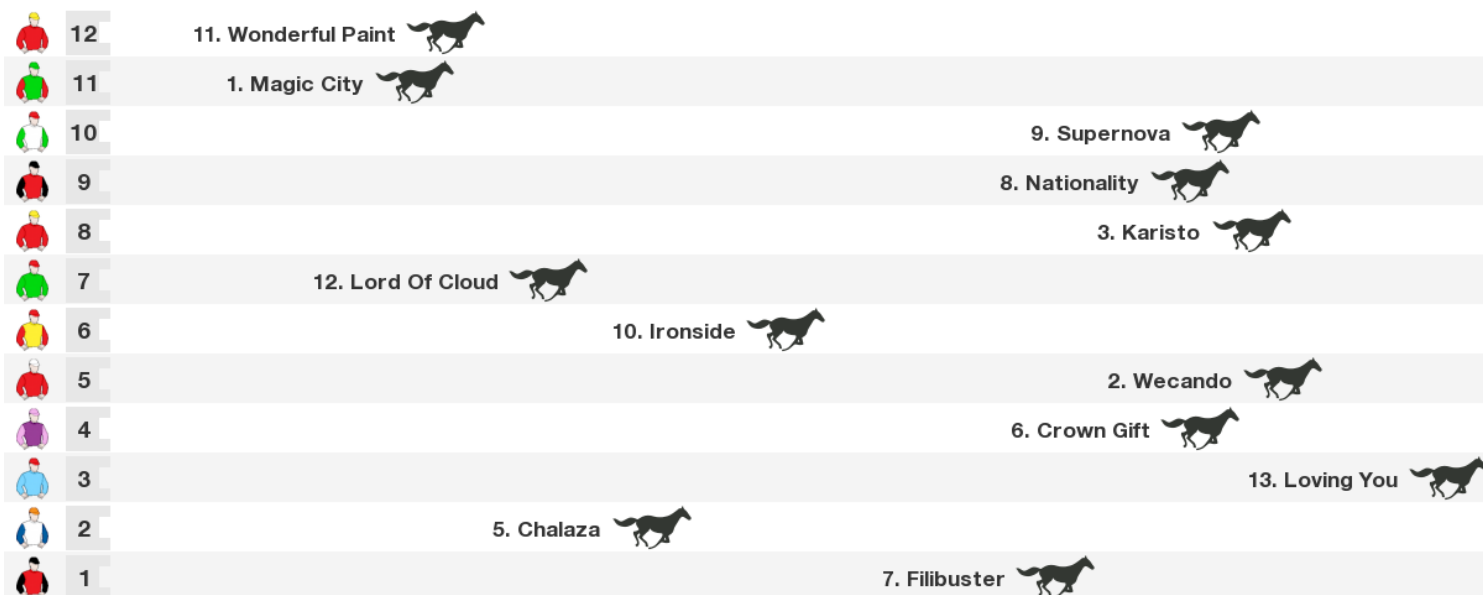 12 11. Wonderful Paint
11 1. Magic City
10 9. Supernova
9 8. Nationality
8 3. Karisto
7 12. Lord Of Cloud
6 10. Ironside
5 2. Wecando
4 6. Crown Gift
3 13. Loving You
2 5. Chalaza
1 7. Filibuster